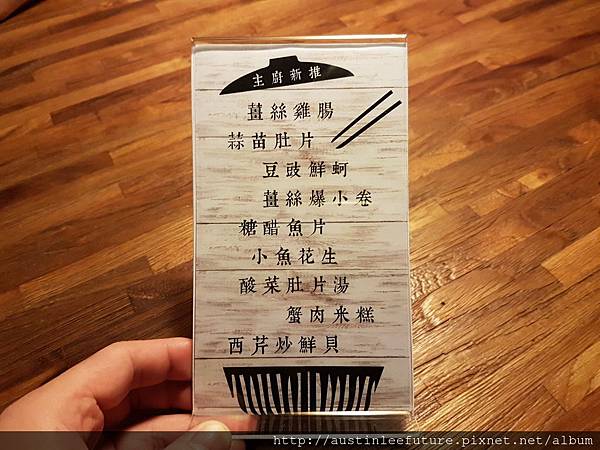 主廚新推
薑絲雞腸
蒜苗肚片
豆豉鮮蚵
薑絲爆小卷
糖醋魚片
小魚花生
酸菜肚片湯
蟹肉米糕
西芹炒鮮貝
http://austinleefuture.pixnet.net/album